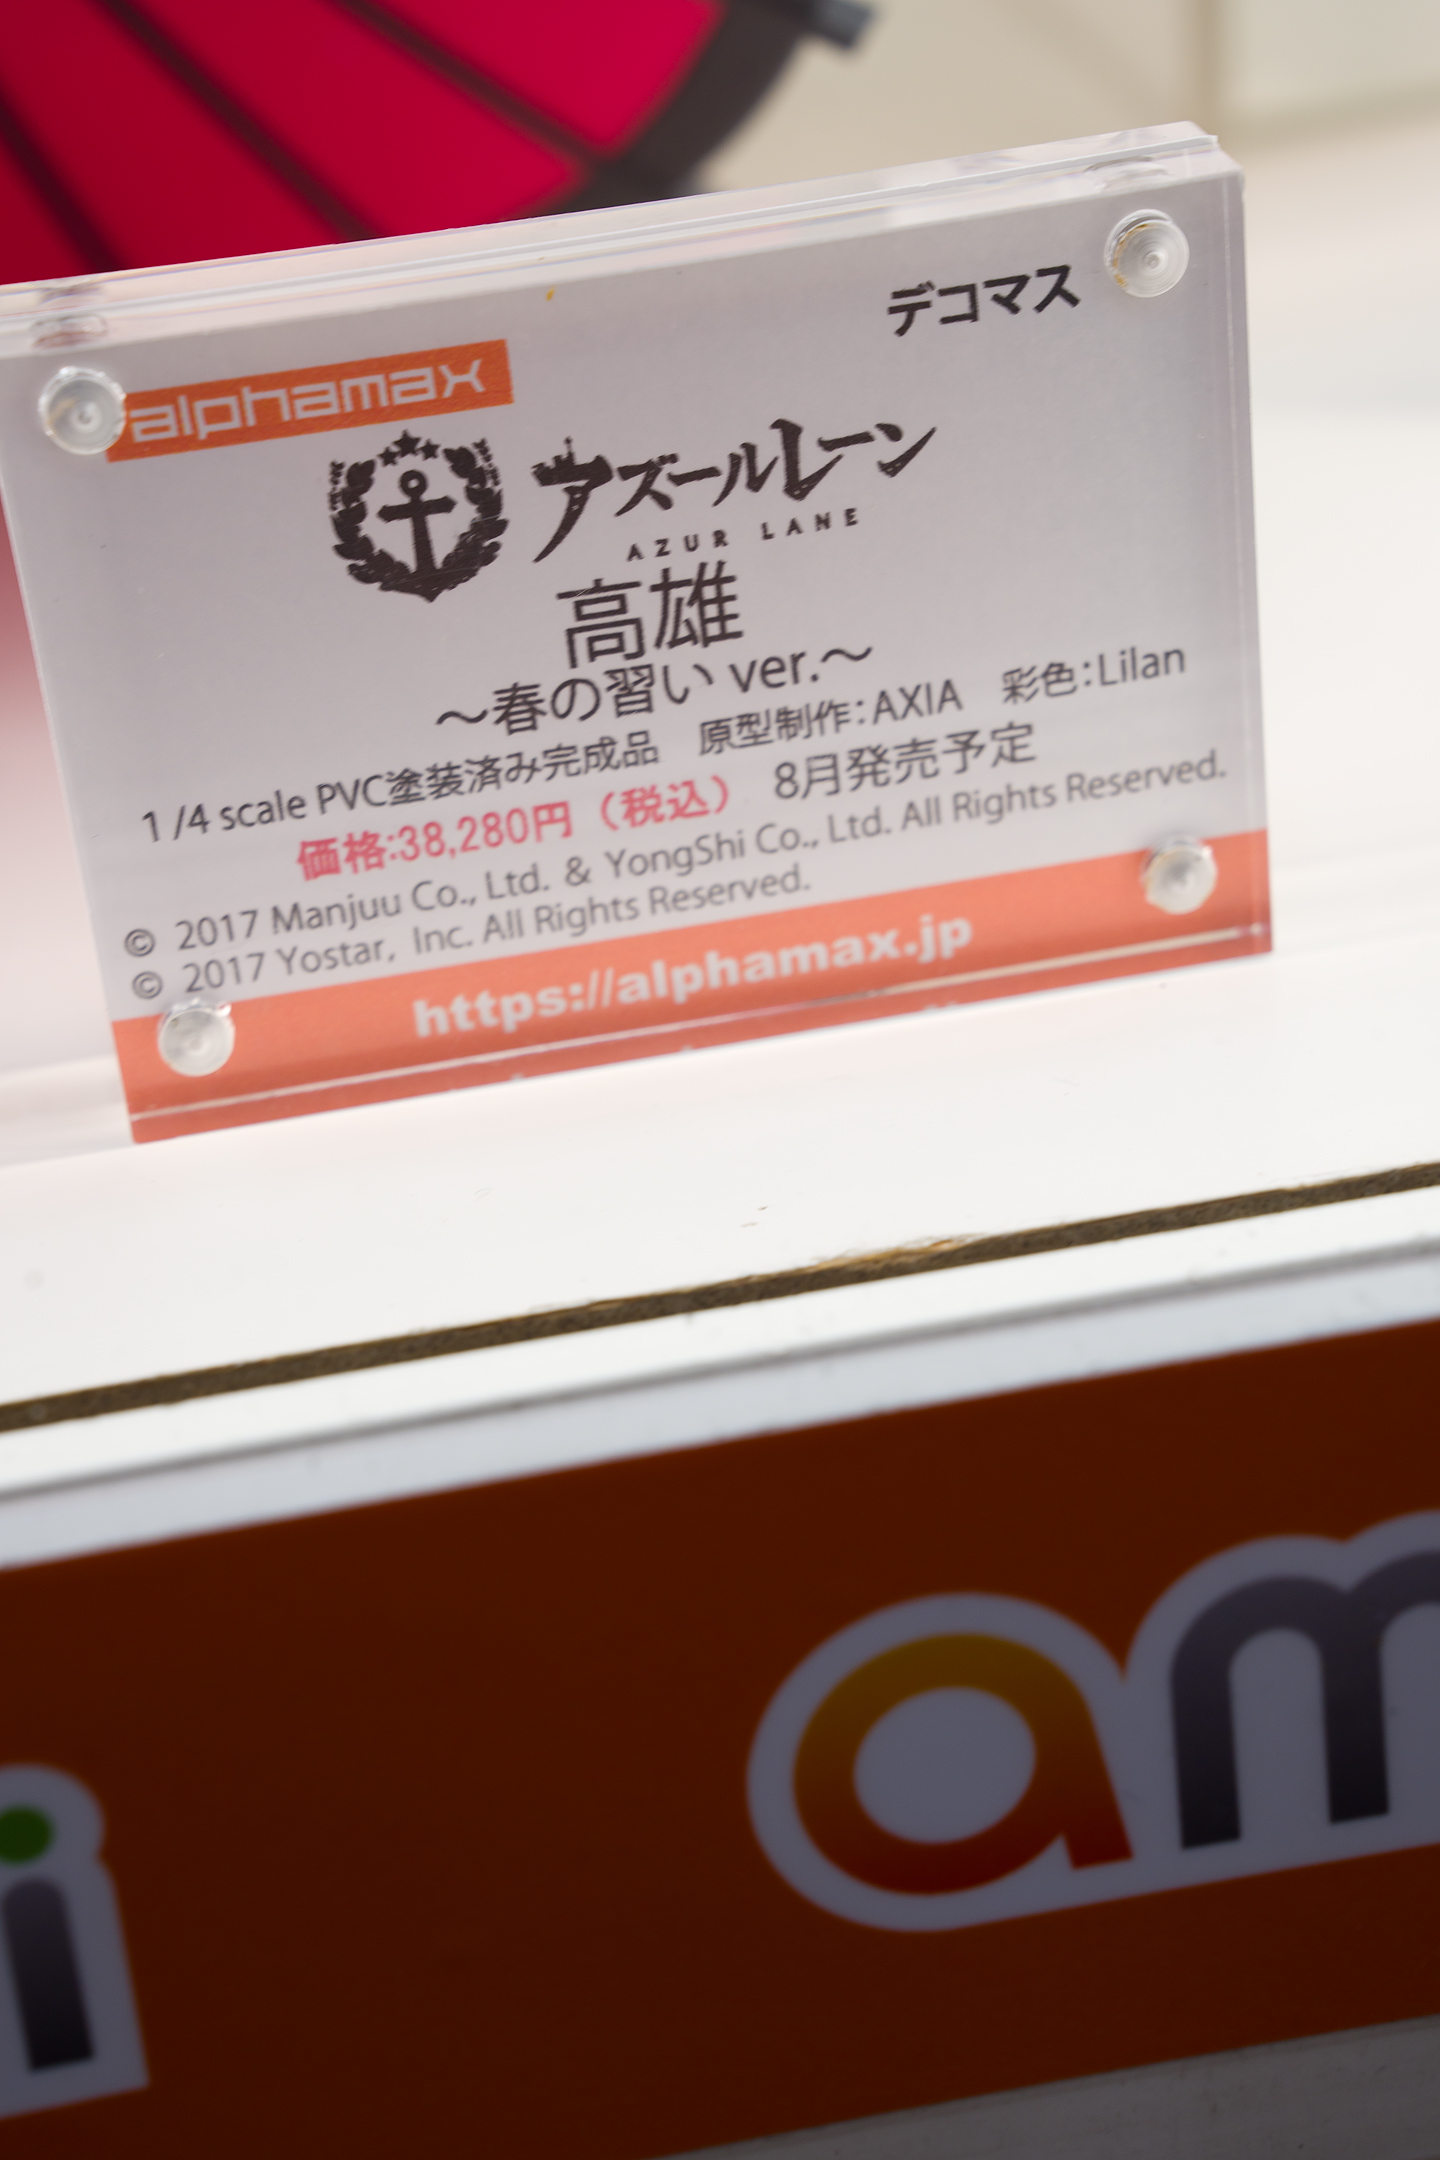 デコマス
alphamax
アズールレーン
AZUR LANE
高雄
～春の習い ver.～
1/4 scale PVC塗装済み完成品　原型制作：AXIA　彩色：Lilan
価格:38,280円（税込）　8月発売予定
© 2017 Manjuu Co., Ltd. & YongShi Co., Ltd. All Rights Reserved.
© 2017 Yostar, Inc. All Rights Reserved.
https://alphamax.jp
i am